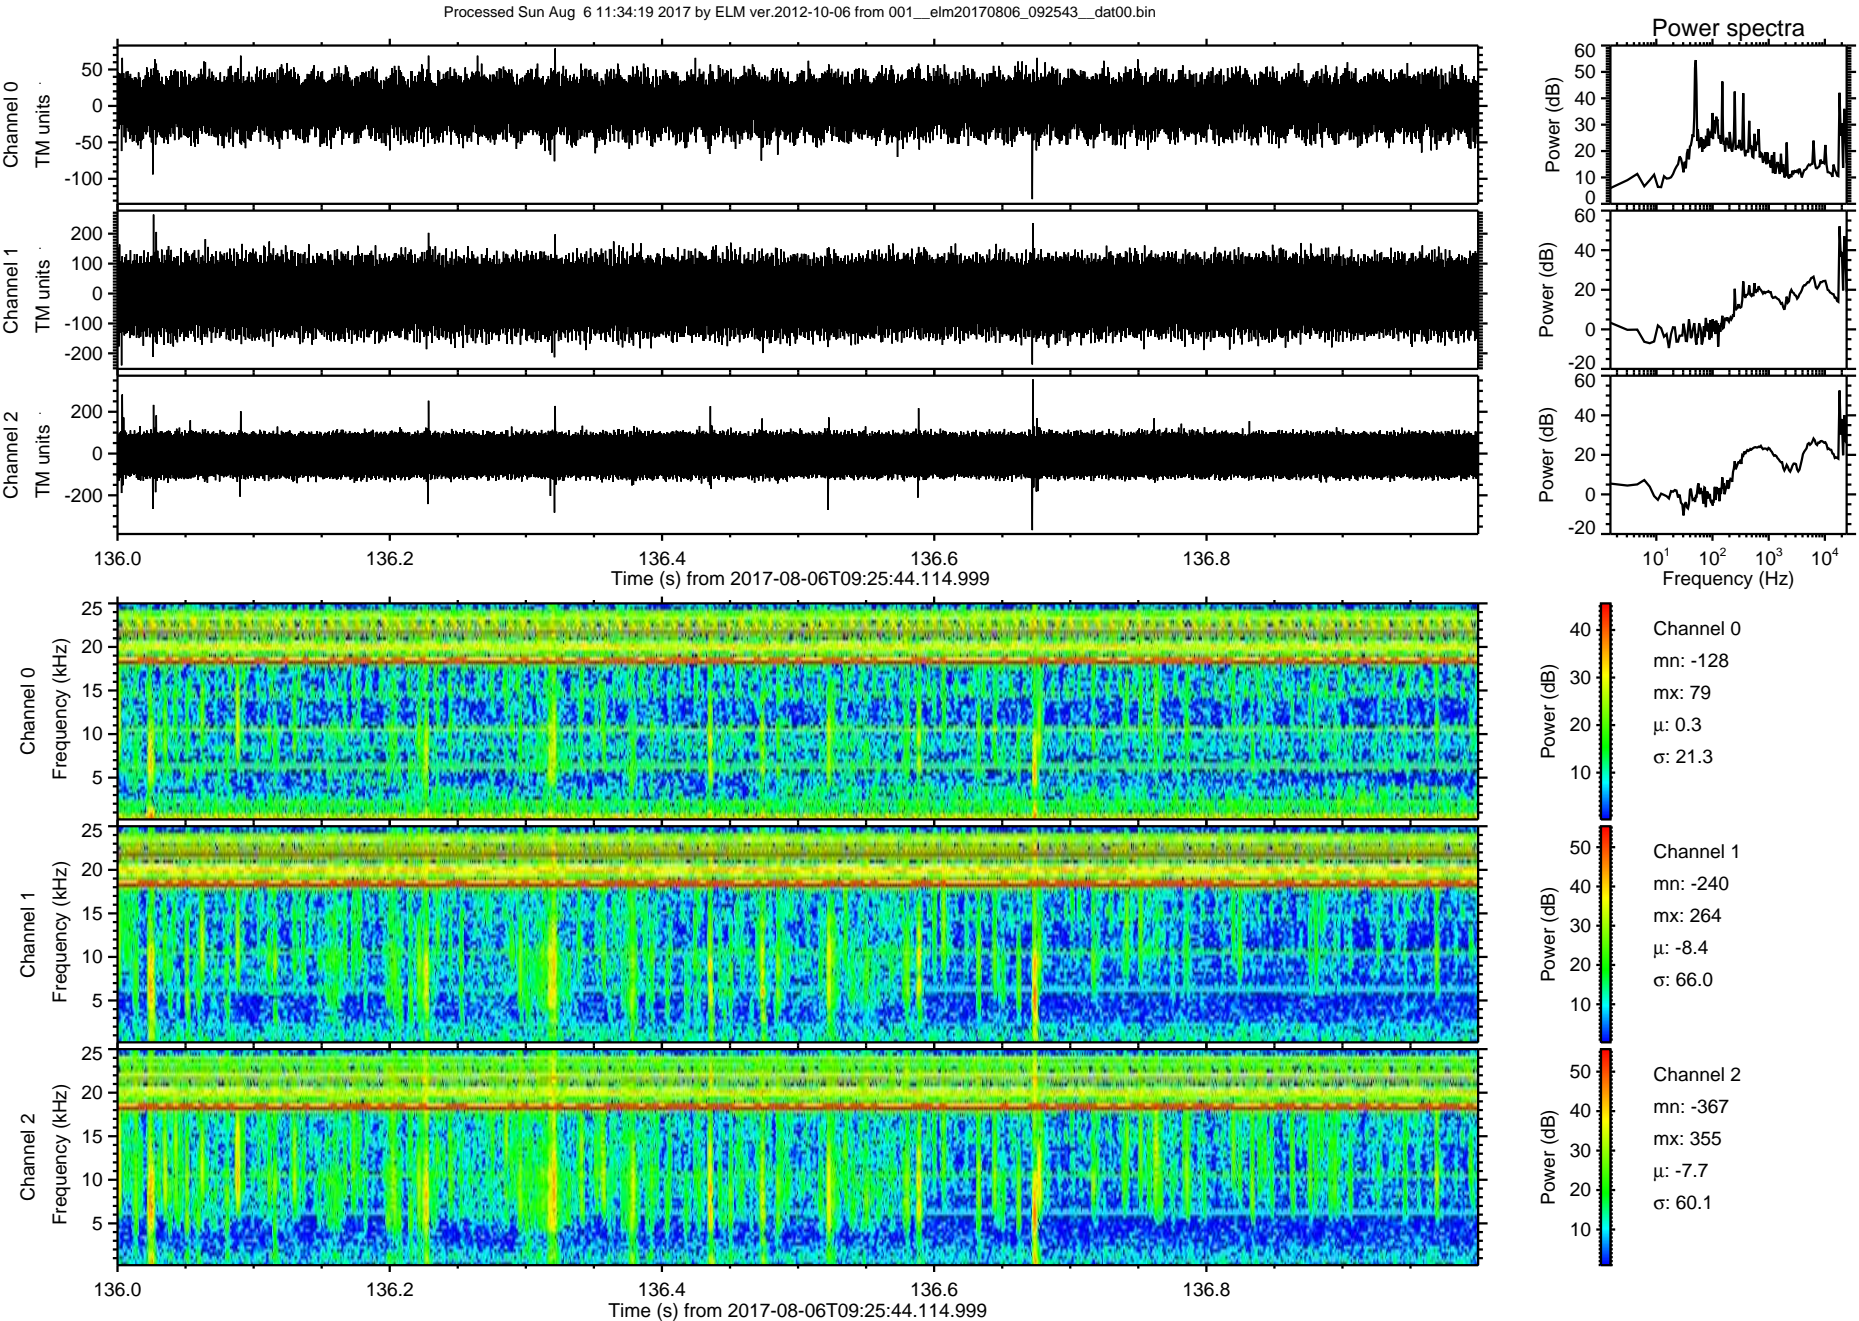 Processed Sun Aug  6 11:34:19 2017 by ELM ver.2012-10-06 from 001__elm20170806_092543__dat00.bin
Power spectra
Channel 0
TM units
50
0
-50
-100
Power (dB)
60
50
40
30
20
10
0
Channel 1
TM units
200
100
0
-100
-200
Power (dB)
60
40
20
0
-20
Channel 2
TM units
200
0
-200
Power (dB)
60
40
20
0
-20
136.0
136.2
136.4
136.6
136.8
Time (s) from 2017-08-06T09:25:44.114.999
10¹
10²
10³
10⁴
Frequency (Hz)
Channel 0
Frequency (kHz)
25
20
15
10
5
Power (dB)
40
30
20
10
Channel 0
mn: -128
mx: 79
μ: 0.3
σ: 21.3
Channel 1
Frequency (kHz)
25
20
15
10
5
Power (dB)
50
40
30
20
10
Channel 1
mn: -240
mx: 264
μ: -8.4
σ: 66.0
Channel 2
Frequency (kHz)
25
20
15
10
5
Power (dB)
50
40
30
20
10
Channel 2
mn: -367
mx: 355
μ: -7.7
σ: 60.1
136.0
136.2
136.4
136.6
136.8
Time (s) from 2017-08-06T09:25:44.114.999